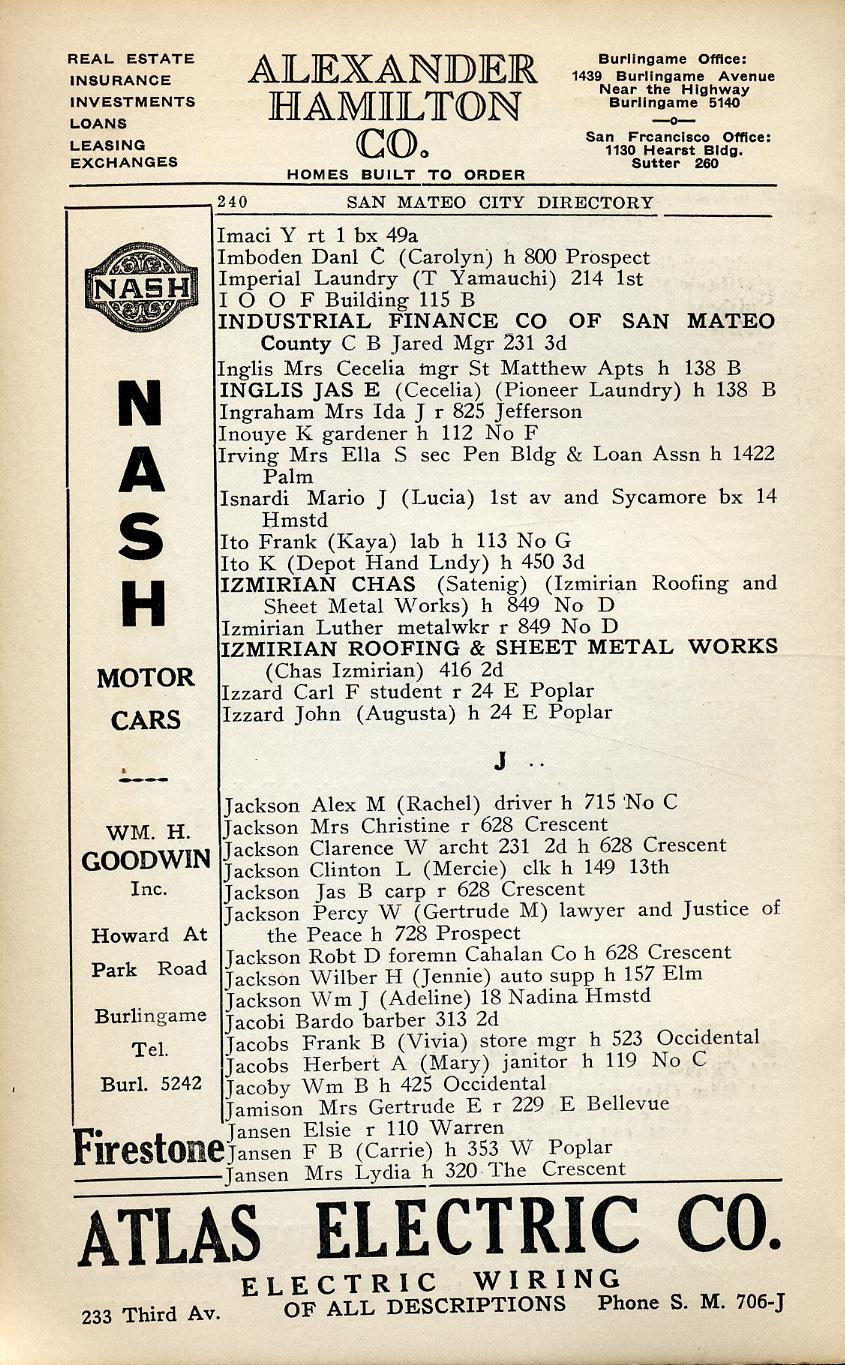 REAL ESTATE
INSURANCE
INVESTMENTS
LOANS
LEASING
EXCHANGES
ALEXANDER
HAMILTON
CO.
HOMES BUILT TO ORDER
Burlingame Office:
1439 Burlingame Avenue
Near the Highway
Burlingame 5140
—o—
San Frcancisco Office:
1130 Hearst Bldg.
Sutter 260
240 SAN MATEO CITY DIRECTORY
NASH
N
A
S
H
MOTOR
CARS
WM. H.
GOODWIN
Inc.
Howard At
Park Road
Burlingame
Tel.
Burl. 5242
Firestone
Imaci Y rt 1 bx 49a
Imboden Danl C (Carolyn) h 800 Prospect
Imperial Laundry (T Yamauchi) 214 1st
I O O F Building 115 B
INDUSTRIAL FINANCE CO OF SAN MATEO
County C B Jared Mgr 231 3d
Inglis Mrs Cecelia mgr St Matthew Apts h 138 B
INGLIS JAS E (Cecelia) (Pioneer Laundry) h 138 B
Ingraham Mrs Ida J r 825 Jefferson
Inouye K gardener h 112 No F
Irving Mrs Ella S sec Pen Bldg & Loan Assn h 1422
Palm
Isnardi Mario J (Lucia) 1st av and Sycamore bx 14
Hmstd
Ito Frank (Kaya) lab h 113 No G
Ito K (Depot Hand Lndy) h 450 3d
IZMIRIAN CHAS (Satenig) (Izmirian Roofing and
Sheet Metal Works) h 849 No D
Izmirian Luther metalwkr r 849 No D
IZMIRIAN ROOFING & SHEET METAL WORKS
(Chas Izmirian) 416 2d
Izzard Carl F student r 24 E Poplar
Izzard John (Augusta) h 24 E Poplar
J ..
Jackson Alex M (Rachel) driver h 715 No C
Jackson Mrs Christine r 628 Crescent
Jackson Clarence W archt 231 2d h 628 Crescent
Jackson Clinton L (Mercie) clk h 149 13th
Jackson Jas B carp r 628 Crescent
Jackson Percy W (Gertrude M) lawyer and Justice of
the Peace h 728 Prospect
Jackson Robt D foremn Cahalan Co h 628 Crescent
Jackson Wilber H (Jennie) auto supp h 157 Elm
Jackson Wm J (Adeline) 18 Nadina Hmstd
Jacobi Bardo barber 313 2d
Jacobs Frank B (Vivia) store mgr h 523 Occidental
Jacobs Herbert A (Mary) janitor h 119 No C
Jacoby Wm B h 425 Occidental
Jamison Mrs Gertrude E r 229 E Bellevue
Jansen Elsie r 110 Warren
Jansen F B (Carrie) h 353 W Poplar
Jansen Mrs Lydia h 320 The Crescent
ATLAS ELECTRIC CO.
ELECTRIC WIRING
233 Third Av. OF ALL DESCRIPTIONS Phone S. M. 706-J